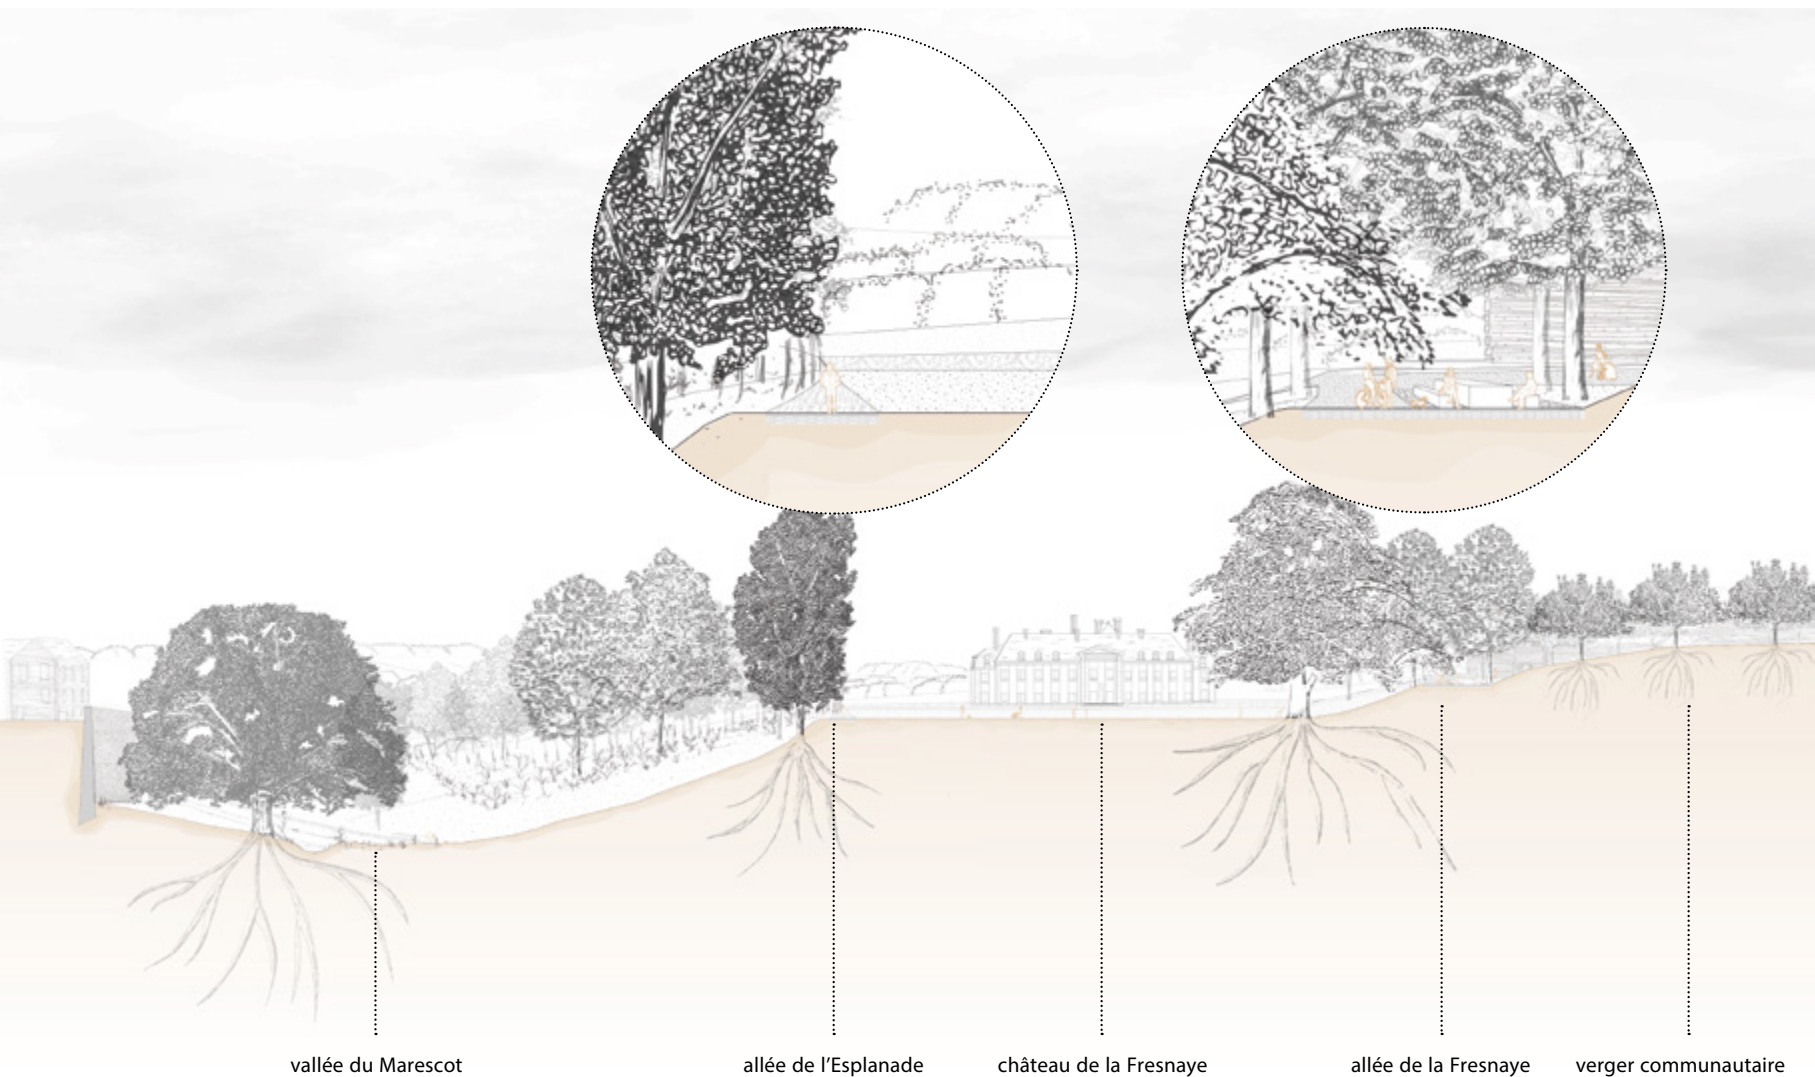 vallée du Marescot
allée de l'Esplanade
château de la Fresnaye
allée de la Fresnaye
verger communautaire